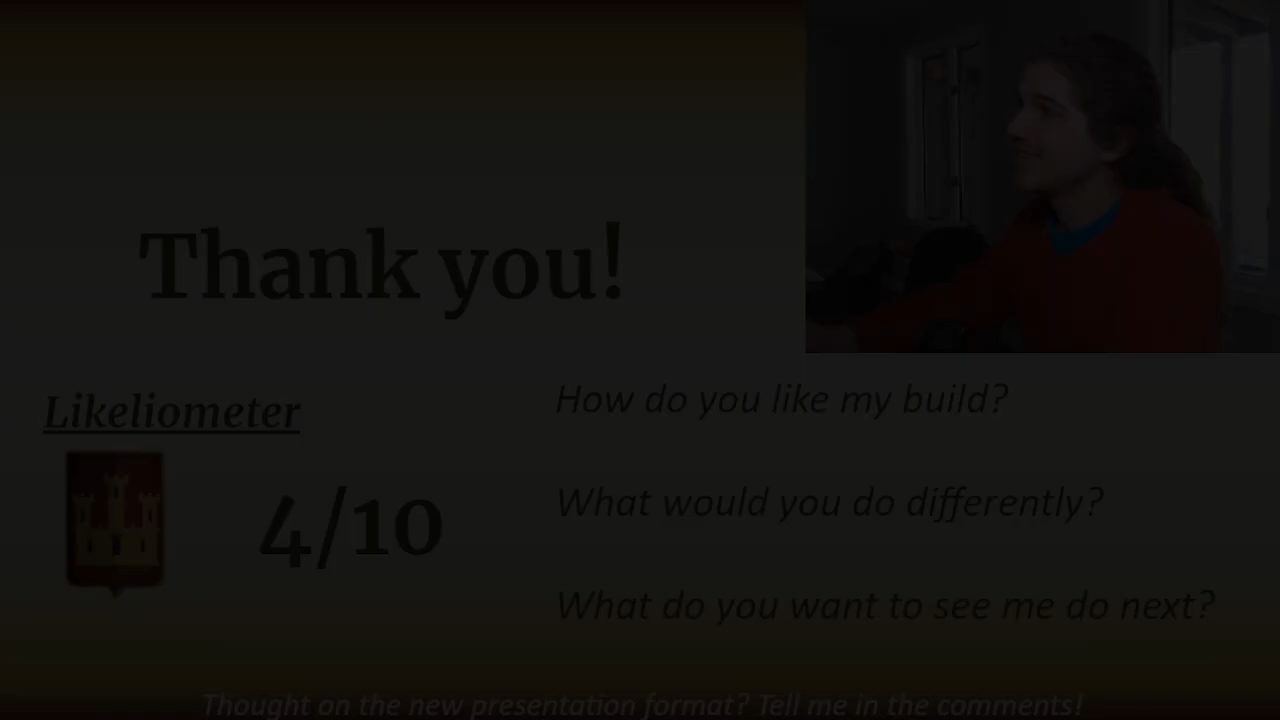 Thank you!
Likeliometer
4/10
How do you like my build?
What would you do differently?
What do you want to see me do next?
Thought on the new presentation format? Tell me in the comments!